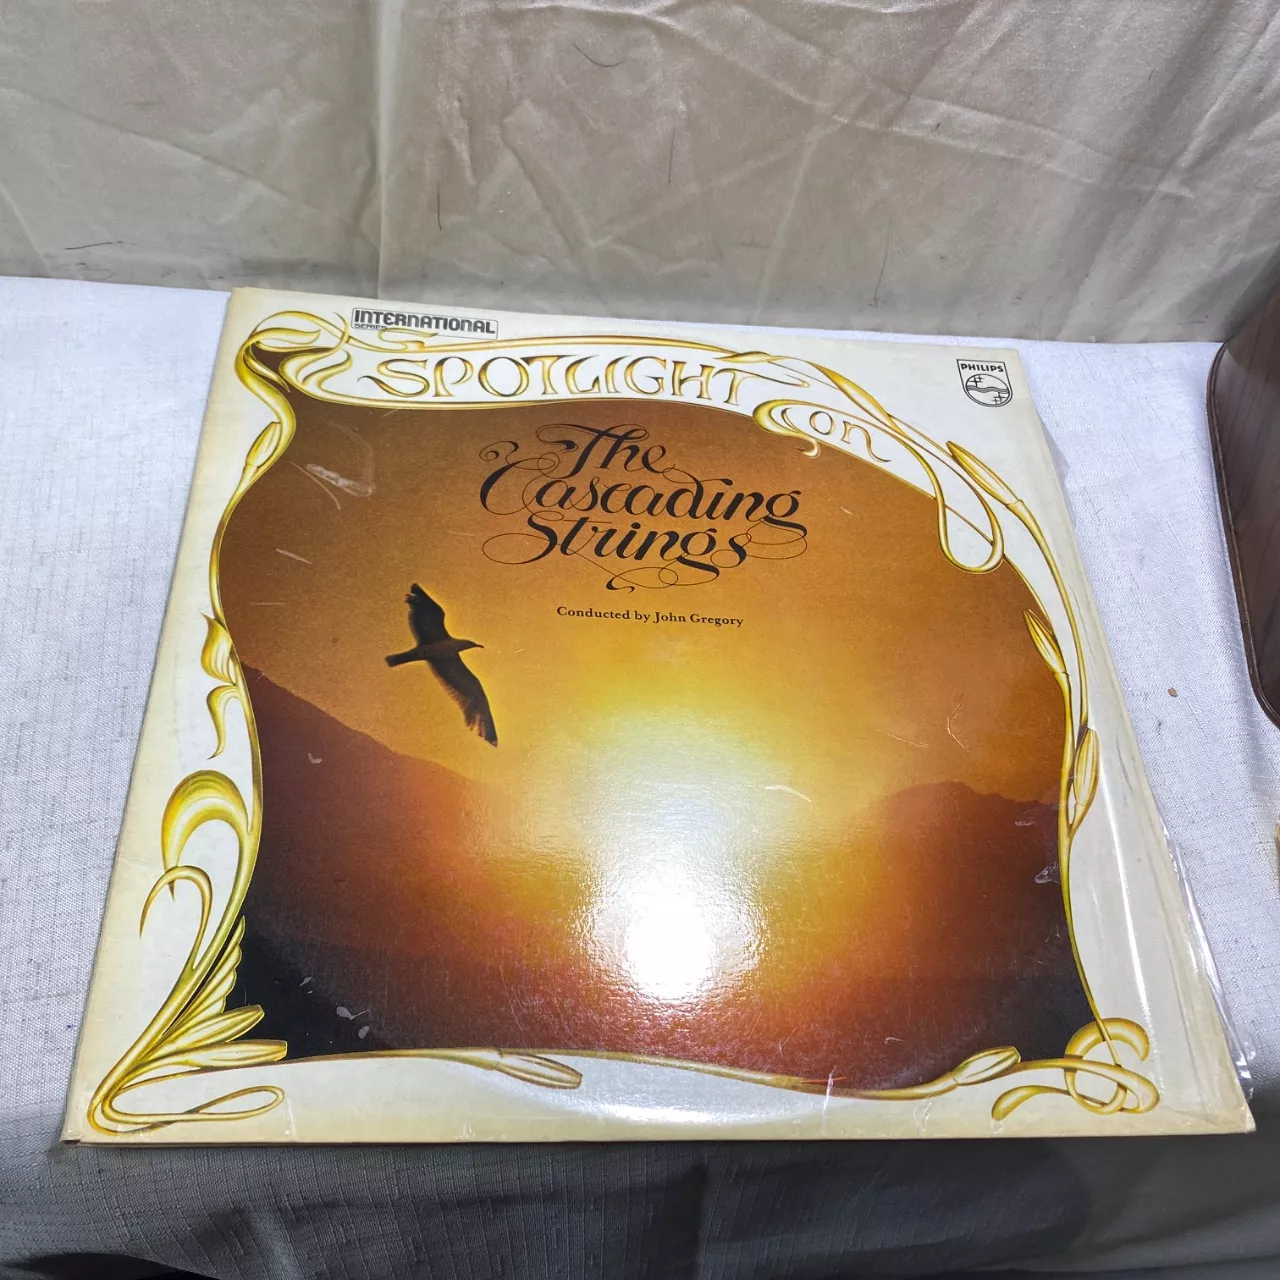 INTERNATIONAL
SERIES
SPOTLIGHT
on
PHILIPS
The
Cascading
Strings
Conducted by John Gregory